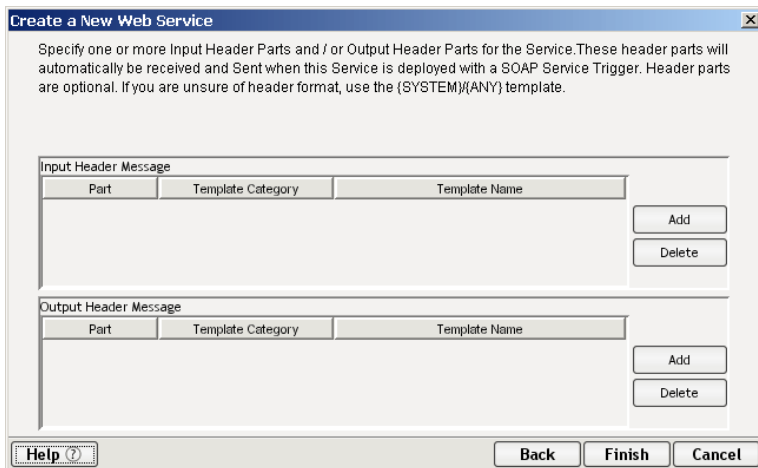 Create a New Web Service
Specify one or more Input Header Parts and / or Output Header Parts for the Service.These header parts will
automatically be received and Sent when this Service is deployed with a SOAP Service Trigger. Header parts
are optional. If you are unsure of header format, use the {SYSTEM}/{ANY} template.
Input Header Message
Part Template Category Template Name
Add
Delete
Output Header Message
Part Template Category Template Name
Add
Delete
Help ? Back Finish Cancel